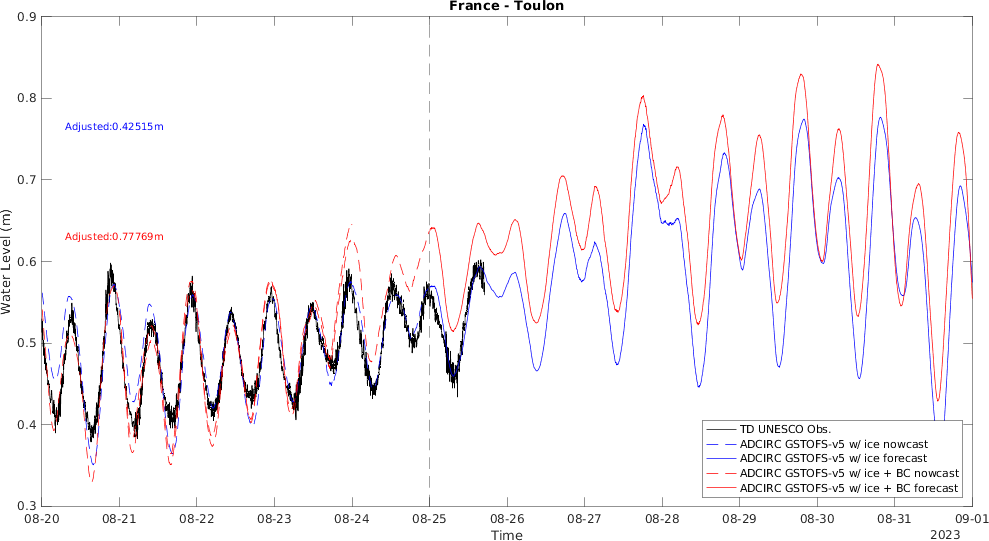 France - Toulon
Water Level (m)
0.9
0.8
0.7
0.6
0.5
0.4
0.3
Adjusted:0.42515m
Adjusted:0.77769m
TD UNESCO Obs.
ADCIRC GSTOFS-v5 w/ ice nowcast
ADCIRC GSTOFS-v5 w/ ice forecast
ADCIRC GSTOFS-v5 w/ ice + BC nowcast
ADCIRC GSTOFS-v5 w/ ice + BC forecast
08-20 08-21 08-22 08-23 08-24 08-25 08-26 08-27 08-28 08-29 08-30 08-31 09-01
Time
2023